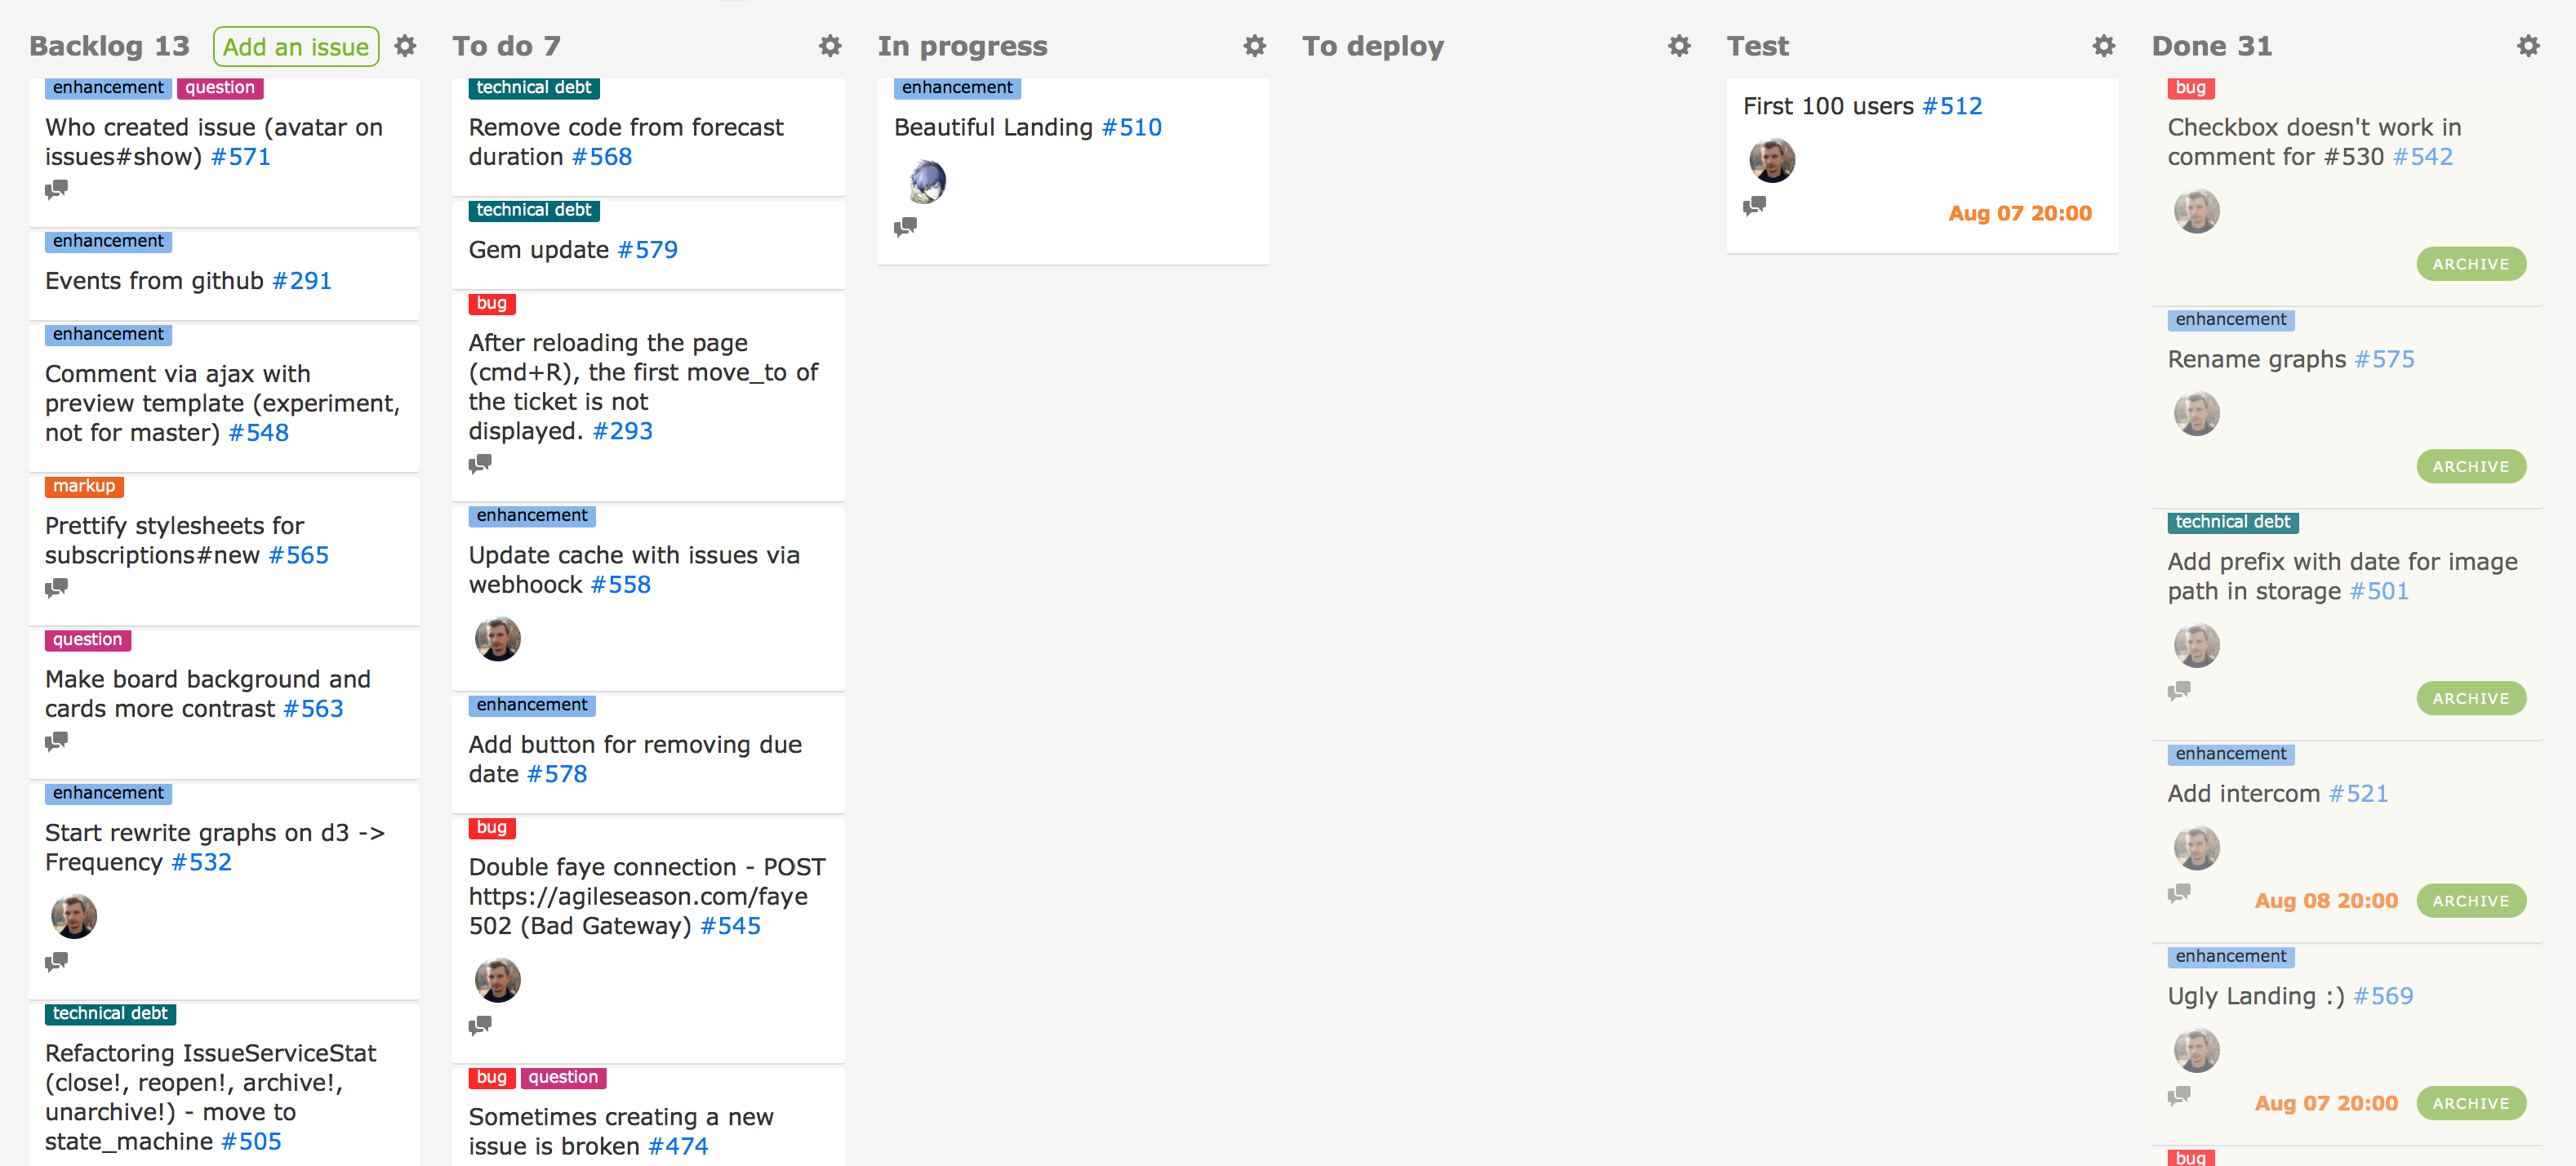 Backlog 13
Add an issue
enhancement question
Who created issue (avatar on
issues#show) #571
enhancement
Events from github #291
enhancement
Comment via ajax with
preview template (experiment,
not for master) #548
markup
Prettify stylesheets for
subscriptions#new #565
question
Make board background and
cards more contrast #563
enhancement
Start rewrite graphs on d3 ->
Frequency #532
technical debt
Refactoring IssueServiceStat
(close!, reopen!, archive!,
unarchive!) - move to
state_machine #505
To do 7
technical debt
Remove code from forecast
duration #568
technical debt
Gem update #579
bug
After reloading the page
(cmd+R), the first move_to of
the ticket is not
displayed. #293
enhancement
Update cache with issues via
webhoock #558
enhancement
Add button for removing due
date #578
bug
Double faye connection - POST
https://agileseason.com/faye
502 (Bad Gateway) #545
bug question
Sometimes creating a new
issue is broken #474
In progress
enhancement
Beautiful Landing #510
To deploy
Test
First 100 users #512
Aug 07 20:00
Done 31
bug
Checkbox doesn't work in
comment for #530 #542
ARCHIVE
enhancement
Rename graphs #575
ARCHIVE
technical debt
Add prefix with date for image
path in storage #501
ARCHIVE
enhancement
Add intercom #521
Aug 08 20:00 ARCHIVE
enhancement
Ugly Landing :) #569
Aug 07 20:00 ARCHIVE
bug